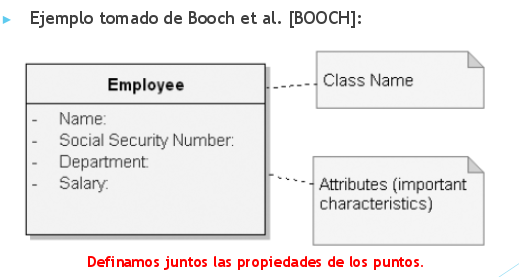 ► Ejemplo tomado de Booch et al. [BOOCH]:
Employee
- Name:
- Social Security Number:
- Department:
- Salary:
Class Name
Attributes (important
characteristics)
Definamos juntos las propiedades de los puntos.